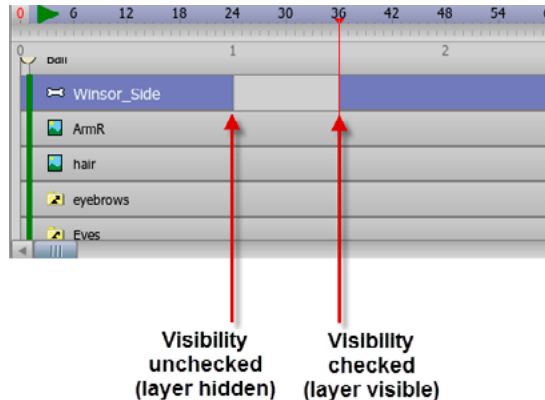 0 6 12 18 24 30 36 42 48 54
0 1 2
Ball
Winsor_Side
ArmR
hair
eyebrows
Eyes
Visibility unchecked (layer hidden)
Visibility checked (layer visible)